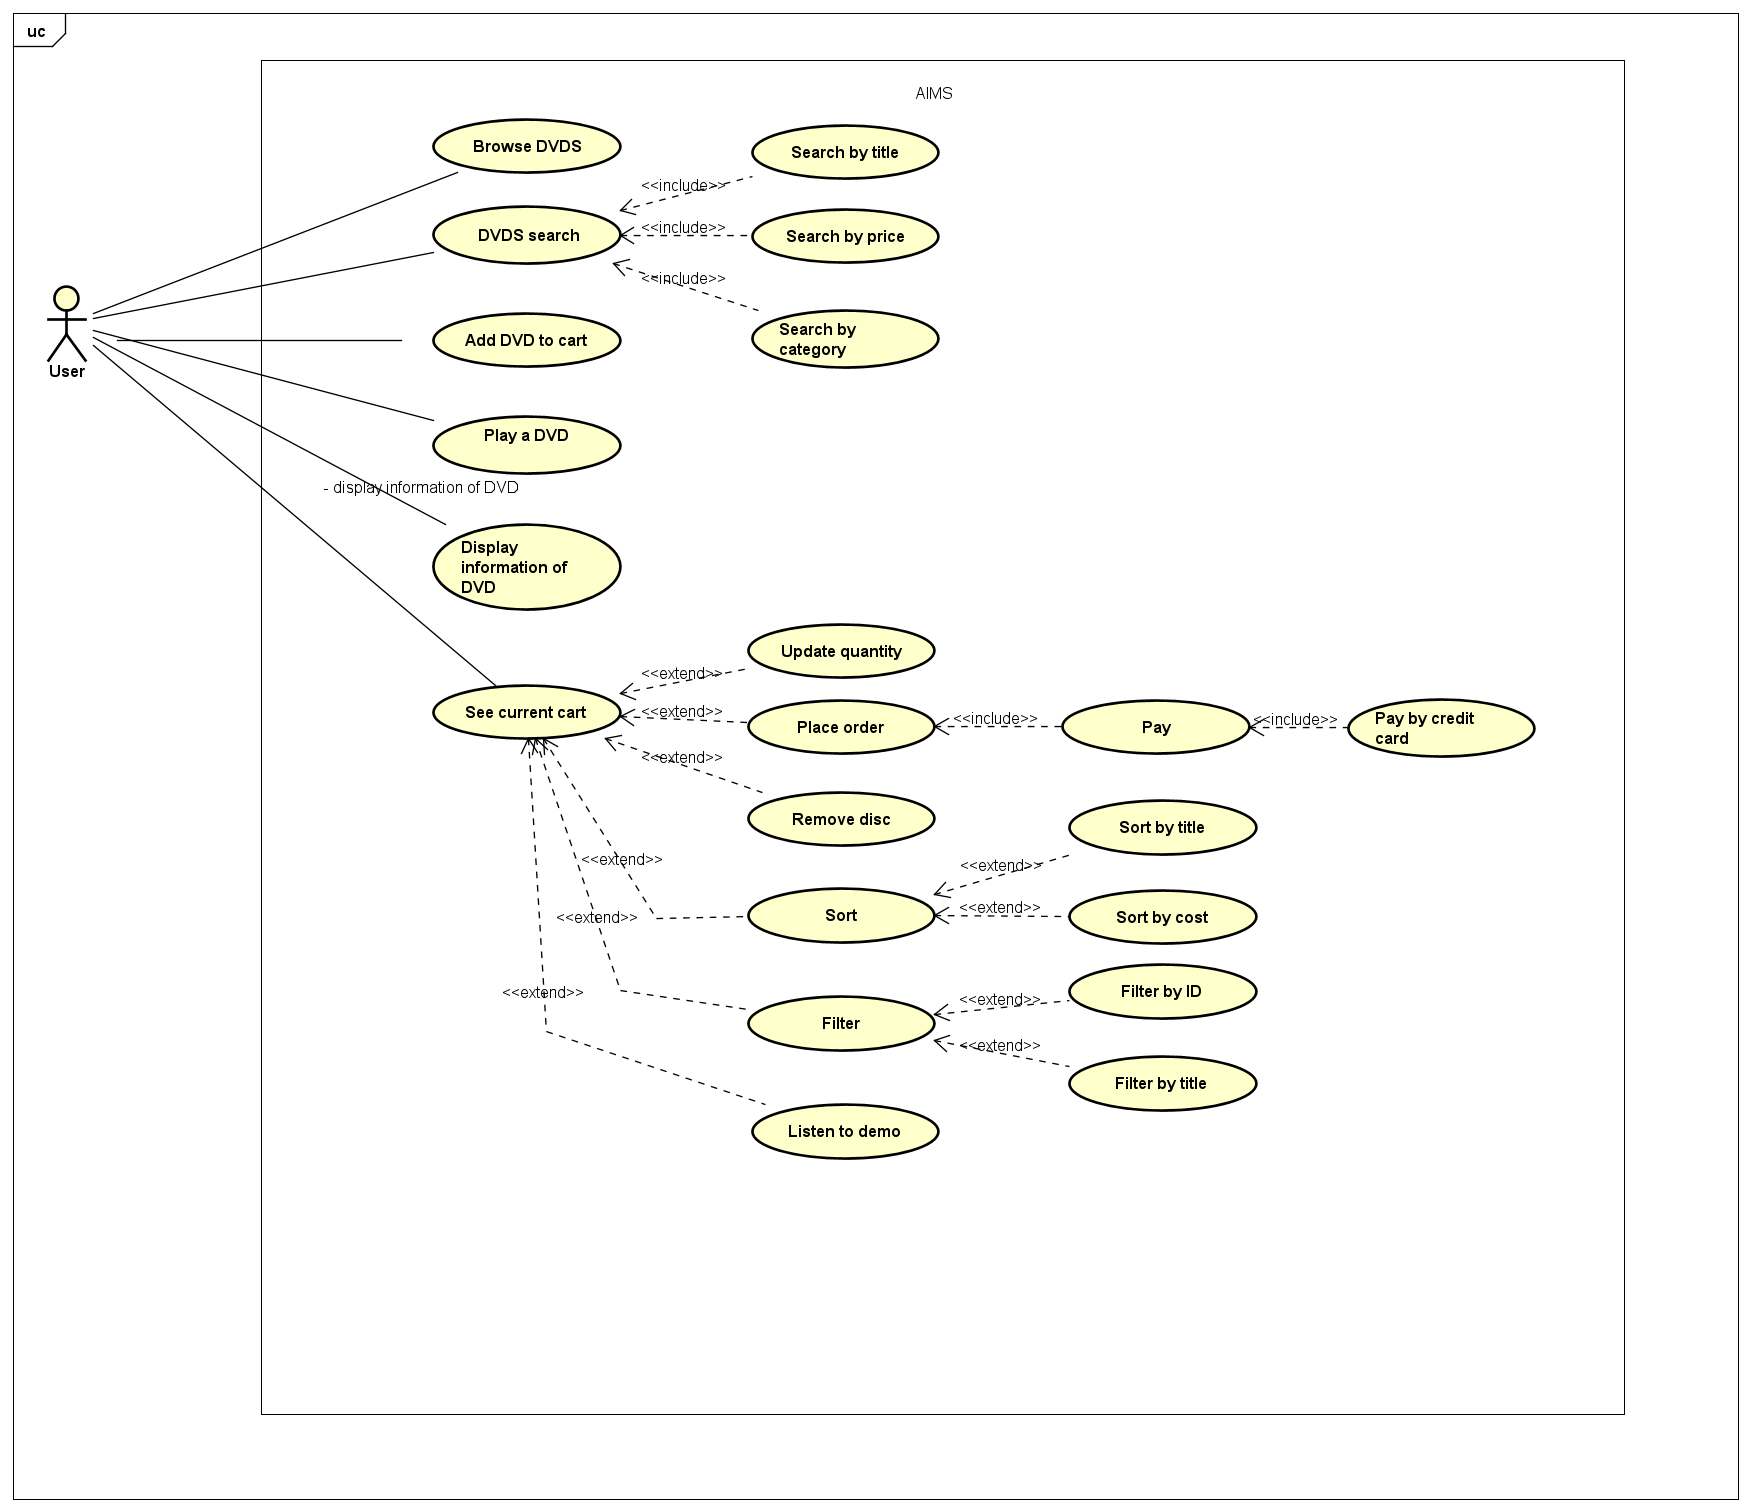 uc
AIMS
Browse DVDS
Search by title
<<include>>
DVDS search
<<include>>
Search by price
<<include>>
Search by
category
Add DVD to cart
User
Play a DVD
- display information of DVD
Display
information of
DVD
Update quantity
<<extend>>
See current cart
<<extend>>
Place order
<<include>>
Pay
<<include>>
Pay by credit
card
<<extend>>
Remove disc
Sort by title
<<extend>>
<<extend>>
Sort
<<extend>>
Sort by cost
<<extend>>
<<extend>>
Filter by ID
<<extend>>
Filter
<<extend>>
Filter by title
Listen to demo